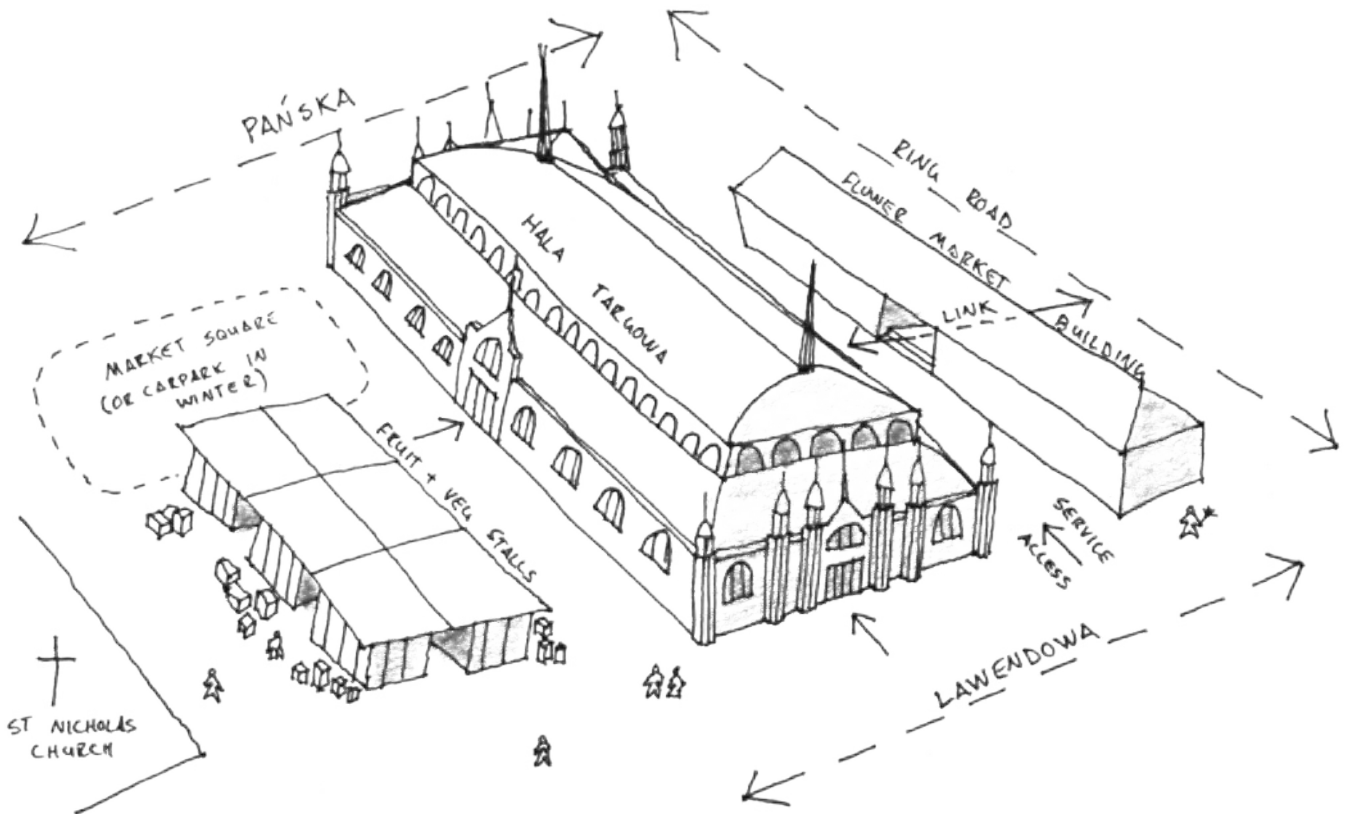 PAŃSKA
RING ROAD
FLOWER MARKET
BUILDING
LINK
HALA
TARGOWA
MARKET SQUARE
(OR CARPARK IN
WINTER)
FRUIT + VEG STALLS
SERVICE
ACCESS
LAWENDOWA
ST NICHOLAS
CHURCH